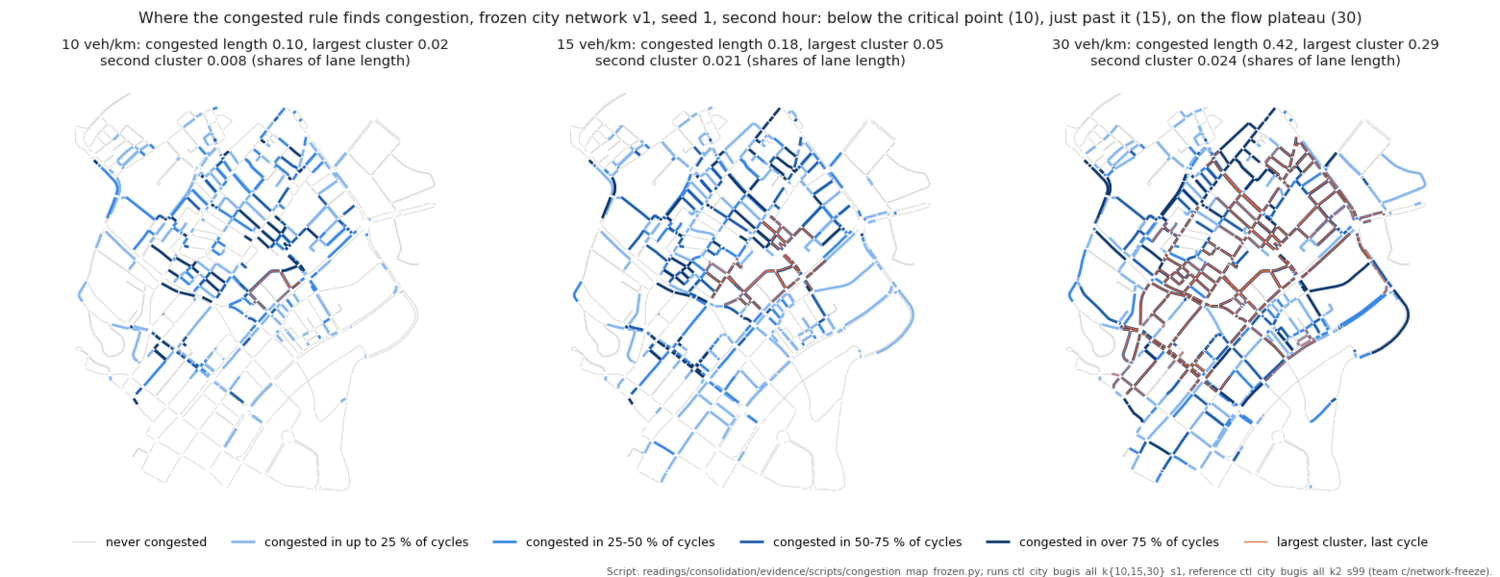 Where the congested rule finds congestion, frozen city network v1, seed 1, second hour: below the critical point (10), just past it (15), on the flow plateau (30)
10 veh/km: congested length 0.10, largest cluster 0.02
second cluster 0.008 (shares of lane length)
15 veh/km: congested length 0.18, largest cluster 0.05
second cluster 0.021 (shares of lane length)
30 veh/km: congested length 0.42, largest cluster 0.29
second cluster 0.024 (shares of lane length)
never congested
congested in up to 25 % of cycles
congested in 25-50 % of cycles
congested in 50-75 % of cycles
congested in over 75 % of cycles
largest cluster, last cycle
Script: readings/consolidation/evidence/scripts/congestion_map_frozen.py; runs ctl_city_bugis_all_k{10,15,30}_s1, reference ctl_city_bugis_all_k2_s99 (team c/network-freeze).